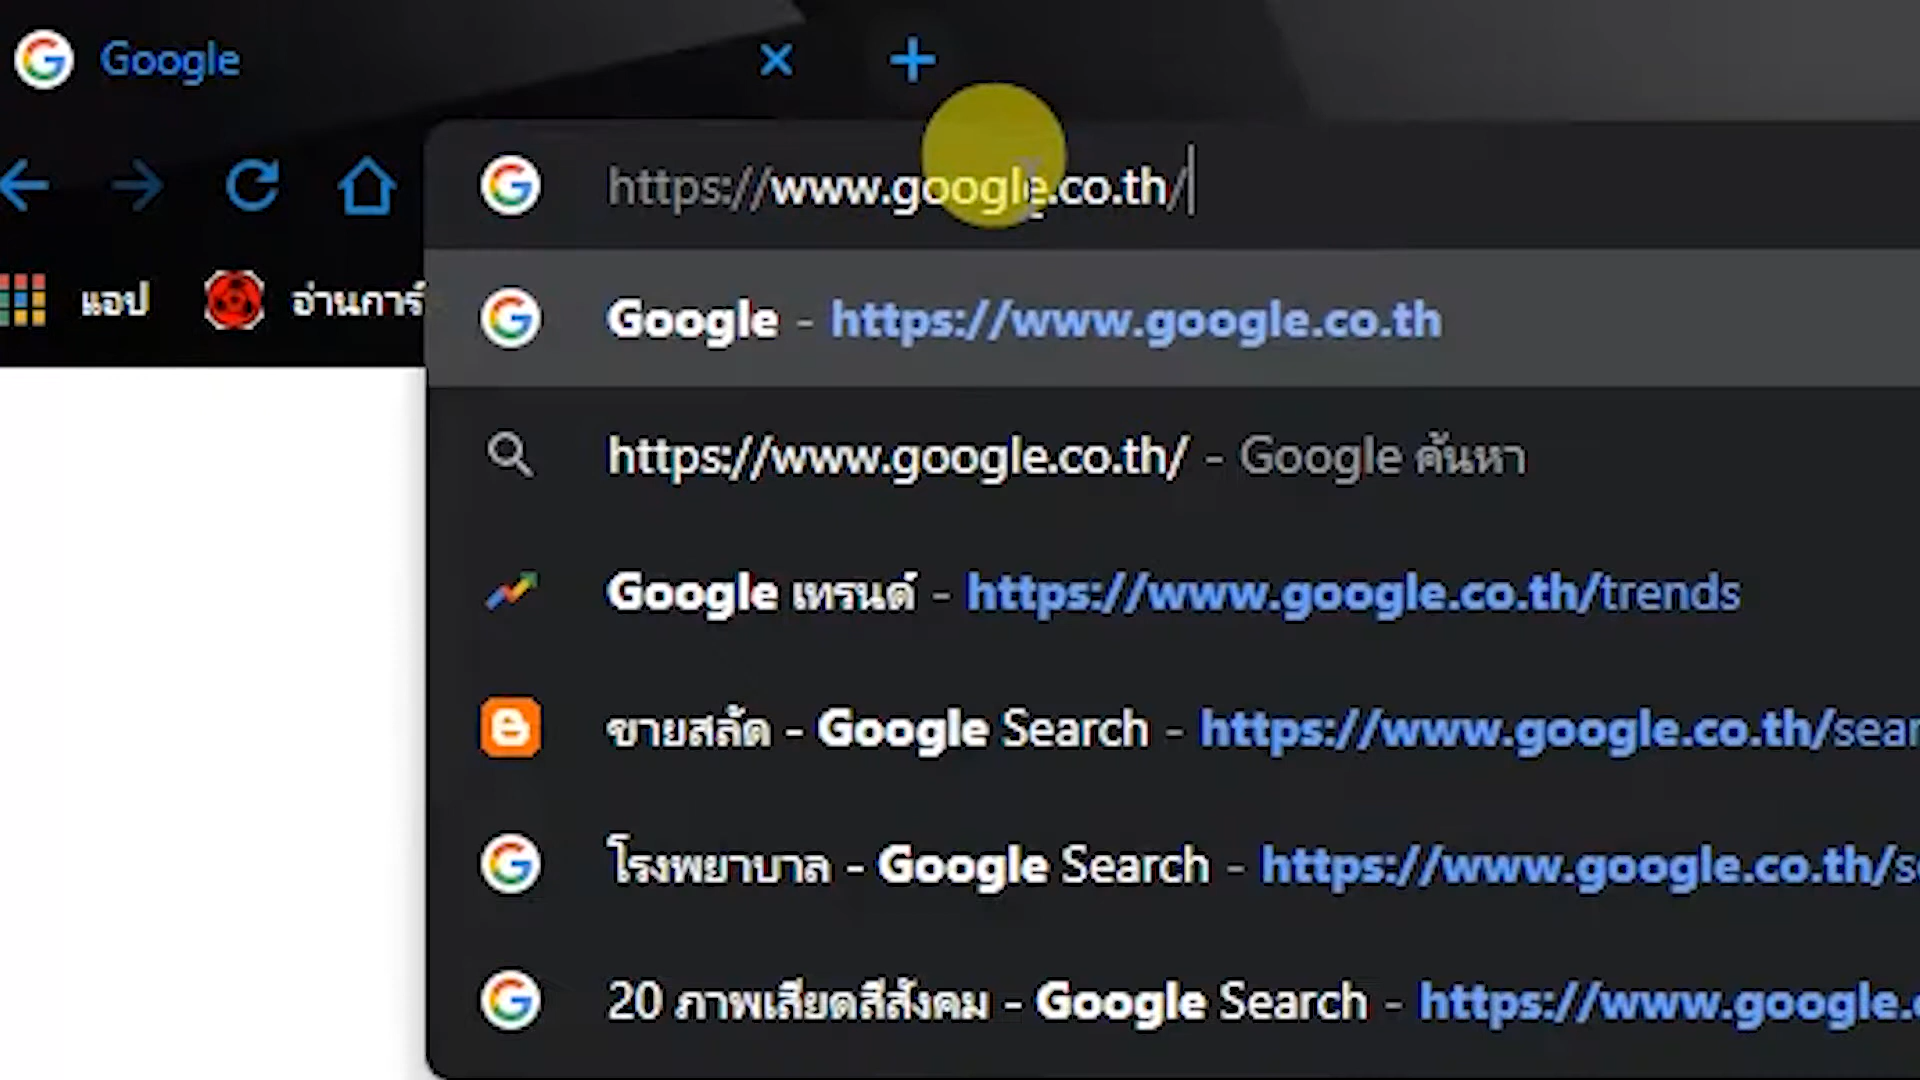 Google
https://www.google.co.th/
แอป อ่านการ์
Google - https://www.google.co.th
https://www.google.co.th/ - Google ค้นหา
Google เทรนด์ - https://www.google.co.th/trends
ขายสลัด - Google Search - https://www.google.co.th/sear
โรงพยาบาล - Google Search - https://www.google.co.th/se
20 ภาพเสียดสีสังคม - Google Search - https://www.google.c